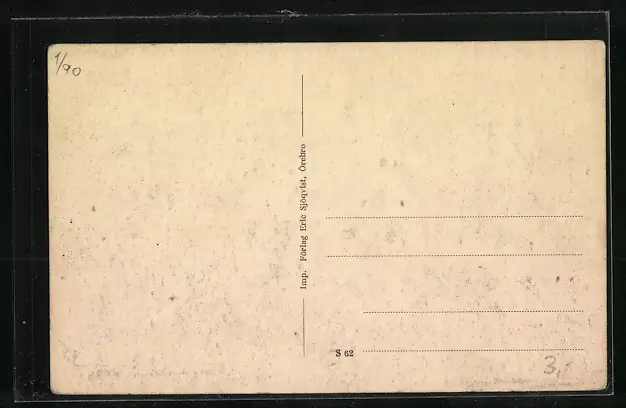 1/90
Imp. Förlag Eric Sjöqvist, Örebro
S 62
3,-